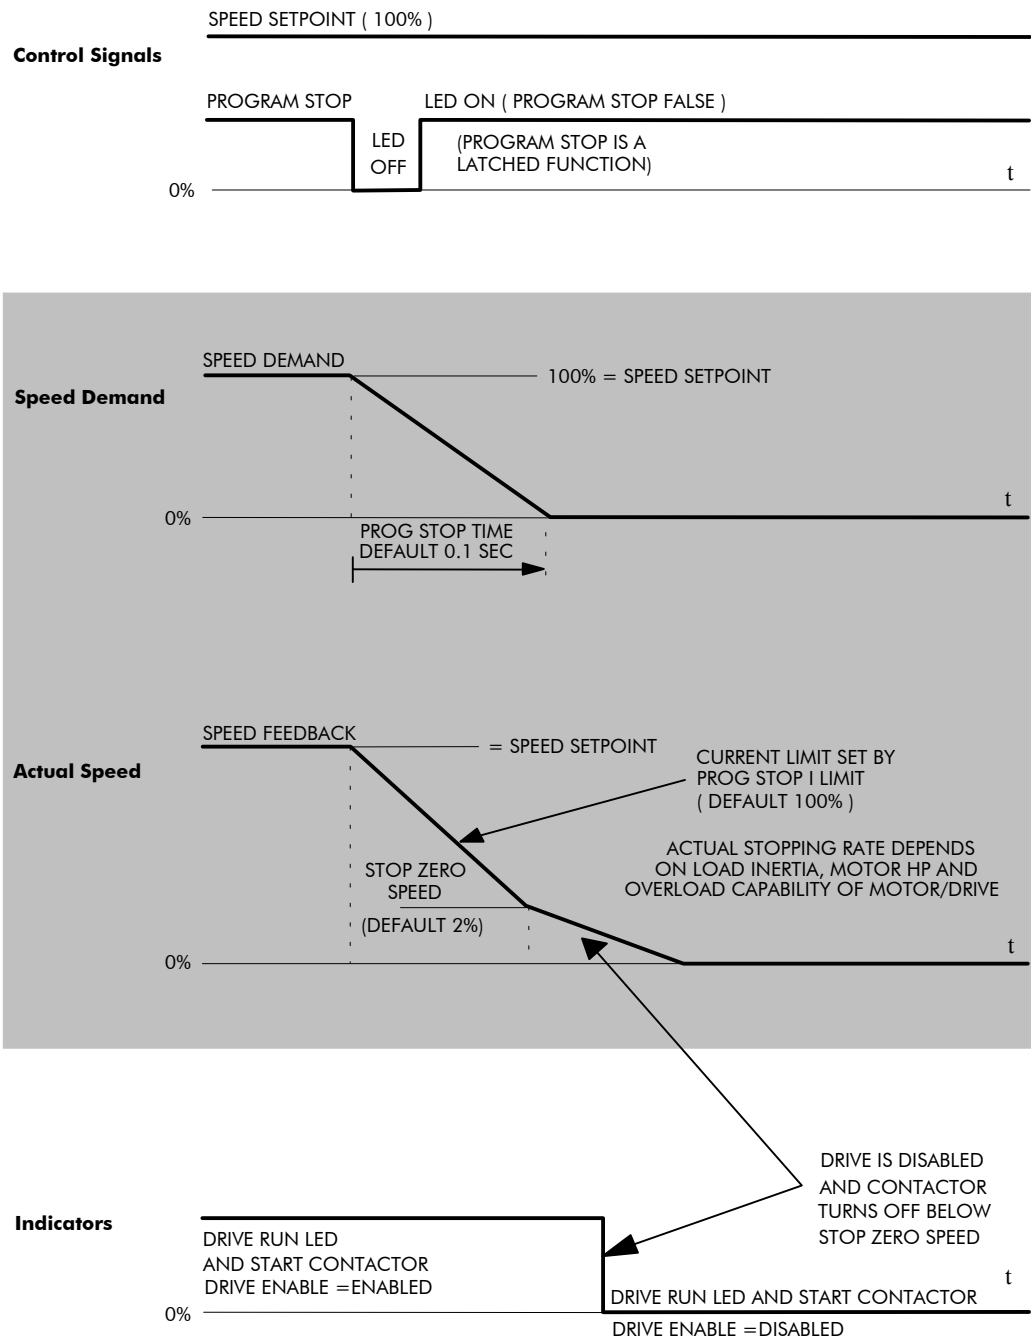 SPEED SETPOINT ( 100% )
Control Signals
PROGRAM STOP
LED ON ( PROGRAM STOP FALSE )
LED
OFF
(PROGRAM STOP IS A
LATCHED FUNCTION)
t
0%
SPEED DEMAND
100% = SPEED SETPOINT
Speed Demand
t
0%
PROG STOP TIME
DEFAULT 0.1 SEC
SPEED FEEDBACK
= SPEED SETPOINT
Actual Speed
CURRENT LIMIT SET BY
PROG STOP I LIMIT
( DEFAULT 100% )
ACTUAL STOPPING RATE DEPENDS
ON LOAD INERTIA, MOTOR HP AND
OVERLOAD CAPABILITY OF MOTOR/DRIVE
STOP ZERO
SPEED
(DEFAULT 2%)
t
0%
DRIVE IS DISABLED
AND CONTACTOR
TURNS OFF BELOW
STOP ZERO SPEED
Indicators
DRIVE RUN LED
AND START CONTACTOR
DRIVE ENABLE =ENABLED
t
DRIVE RUN LED AND START CONTACTOR
0%
DRIVE ENABLE =DISABLED